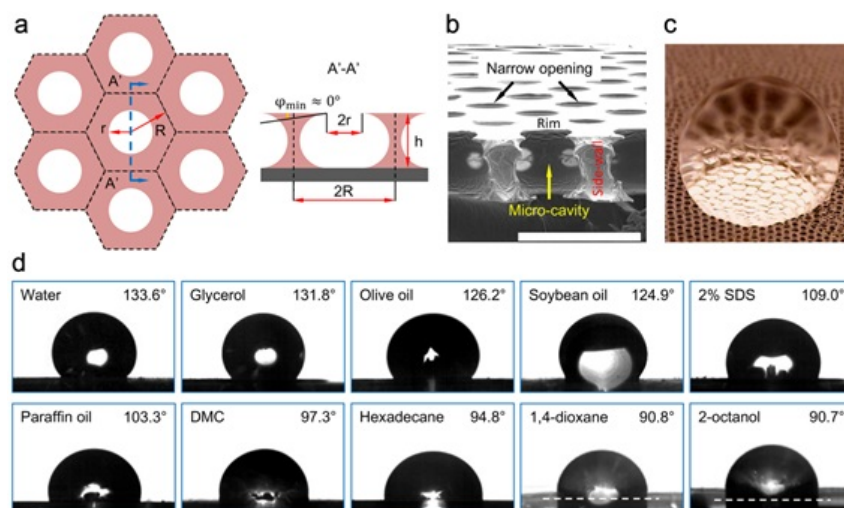 a
A'
A'
r
R
A'-A'
φmin ≈ 0°
2r
h
2R
b
Narrow opening
Rim
Side-wall
Micro-cavity
c
d
Water 133.6°
Glycerol 131.8°
Olive oil 126.2°
Soybean oil 124.9°
2% SDS 109.0°
Paraffin oil 103.3°
DMC 97.3°
Hexadecane 94.8°
1,4-dioxane 90.8°
2-octanol 90.7°